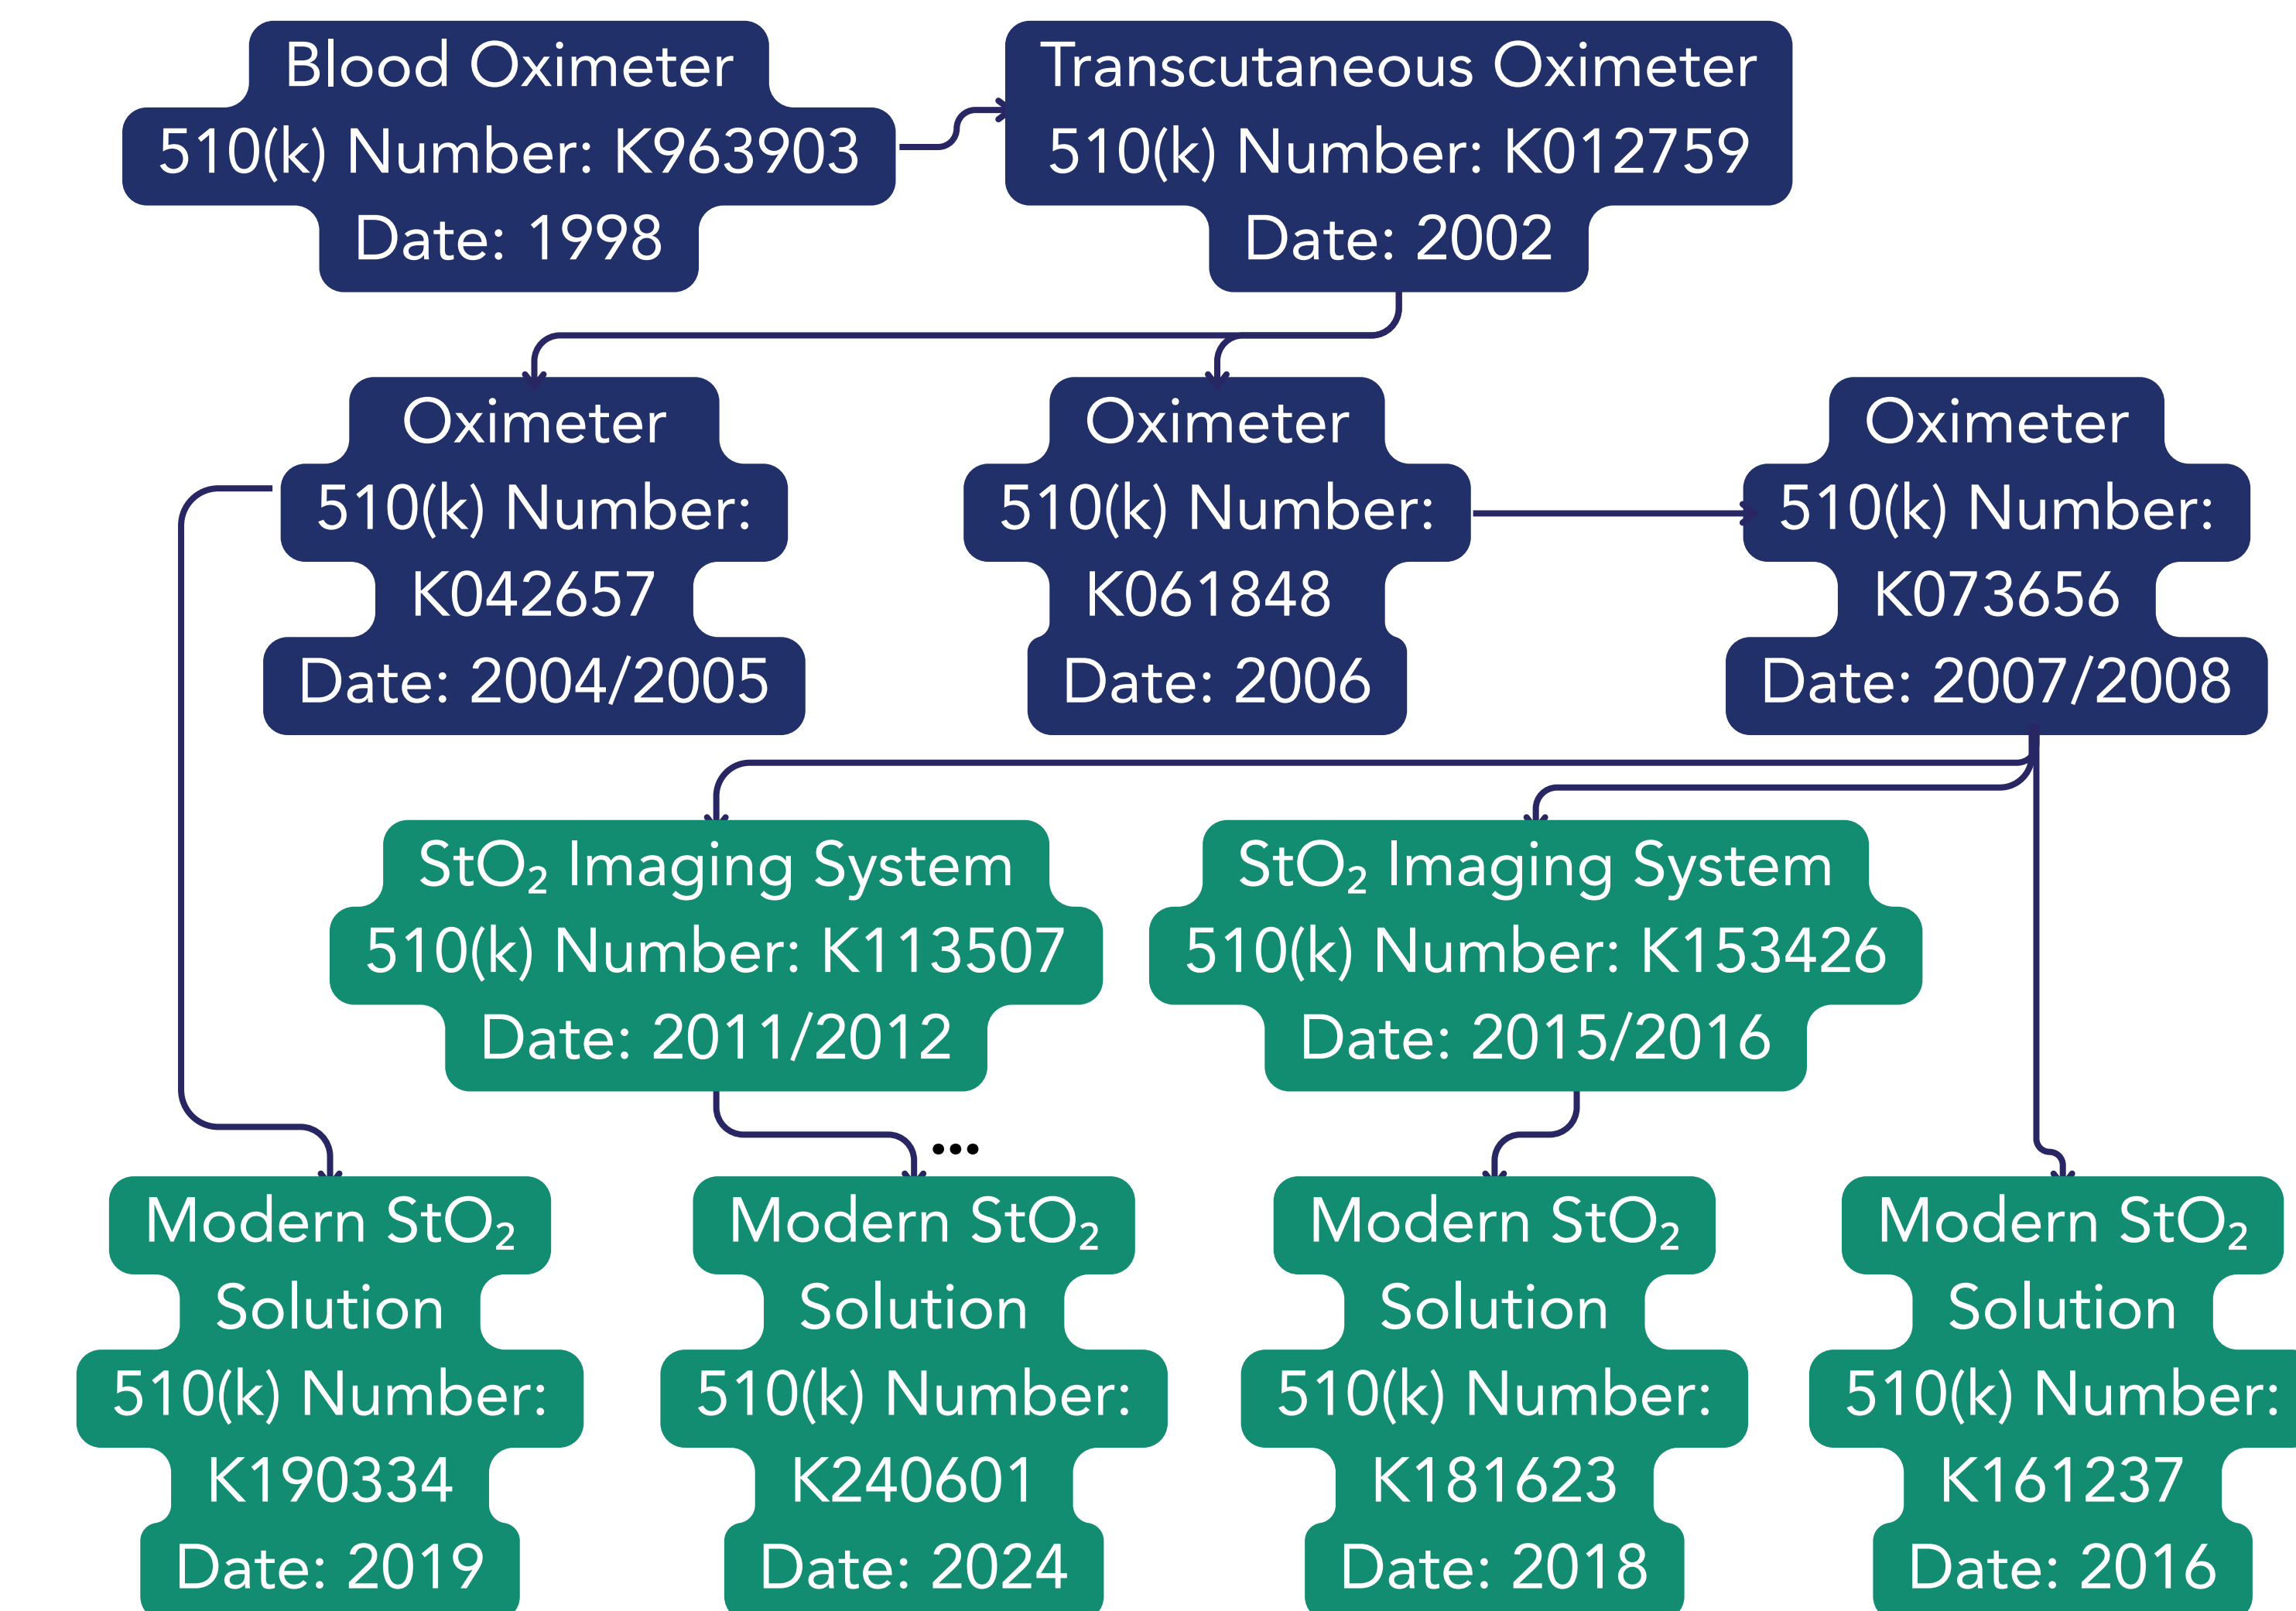 Blood Oximeter
510(k) Number: K963903
Date: 1998
Transcutaneous Oximeter
510(k) Number: K012759
Date: 2002
Oximeter
510(k) Number:
K042657
Date: 2004/2005
Oximeter
510(k) Number:
K061848
Date: 2006
Oximeter
510(k) Number:
K073656
Date: 2007/2008
StO₂ Imaging System
510(k) Number: K113507
Date: 2011/2012
StO₂ Imaging System
510(k) Number: K153426
Date: 2015/2016
...
Modern StO₂
Solution
510(k) Number:
K190334
Date: 2019
Modern StO₂
Solution
510(k) Number:
K240601
Date: 2024
Modern StO₂
Solution
510(k) Number:
K181623
Date: 2018
Modern StO₂
Solution
510(k) Number:
K161237
Date: 2016